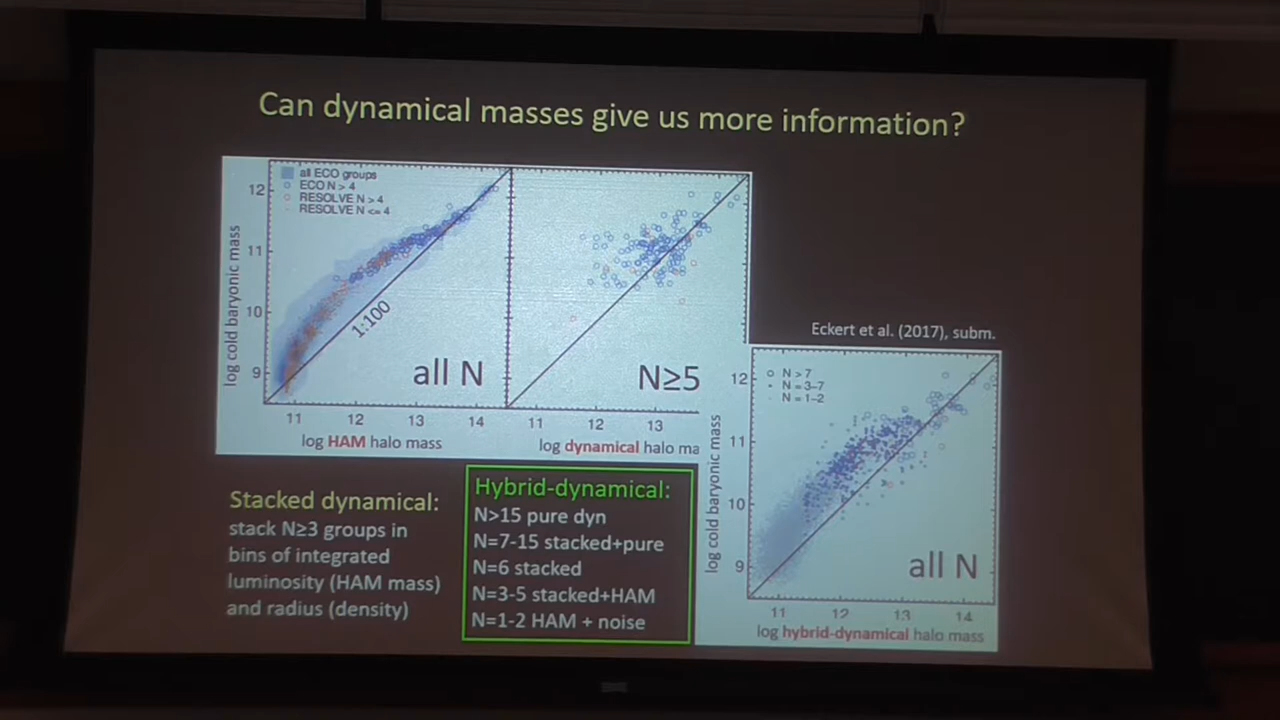 Can dynamical masses give us more information?
all ECO groups
ECO N > 4
RESOLVE N > 4
RESOLVE N <= 4
12
11
10
9
log cold baryonic mass
1:100
all N
11 12 13 14
log HAM halo mass
N≥5
11 12 13
log dynamical halo ma
Eckert et al. (2017), subm.
N > 7
N = 3-7
N = 1-2
12
11
10
9
log cold baryonic mass
all N
11 12 13 14
log hybrid-dynamical halo mass
Stacked dynamical:
stack N≥3 groups in
bins of integrated
luminosity (HAM mass)
and radius (density)
Hybrid-dynamical:
N>15 pure dyn
N=7-15 stacked+pure
N=6 stacked
N=3-5 stacked+HAM
N=1-2 HAM + noise